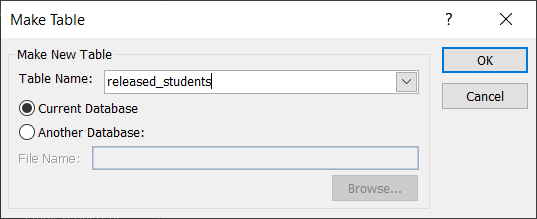 Make Table
Make New Table
Table Name: released_students
Current Database
Another Database:
File Name:
Browse...
OK
Cancel